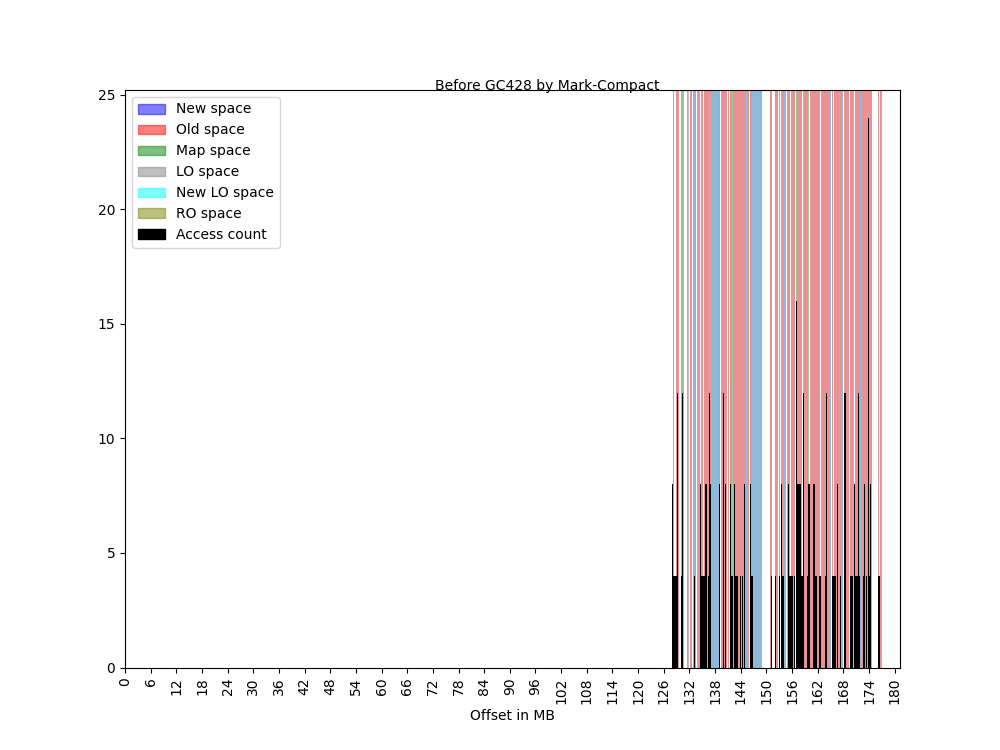 Before GC428 by Mark-Compact
25
20
15
10
5
0
New space
Old space
Map space
LO space
New LO space
RO space
Access count
0 6 12 18 24 30 36 42 48 54 60 66 72 78 84 90 96 102 108 114 120 126 132 138 144 150 156 162 168 174 180
Offset in MB